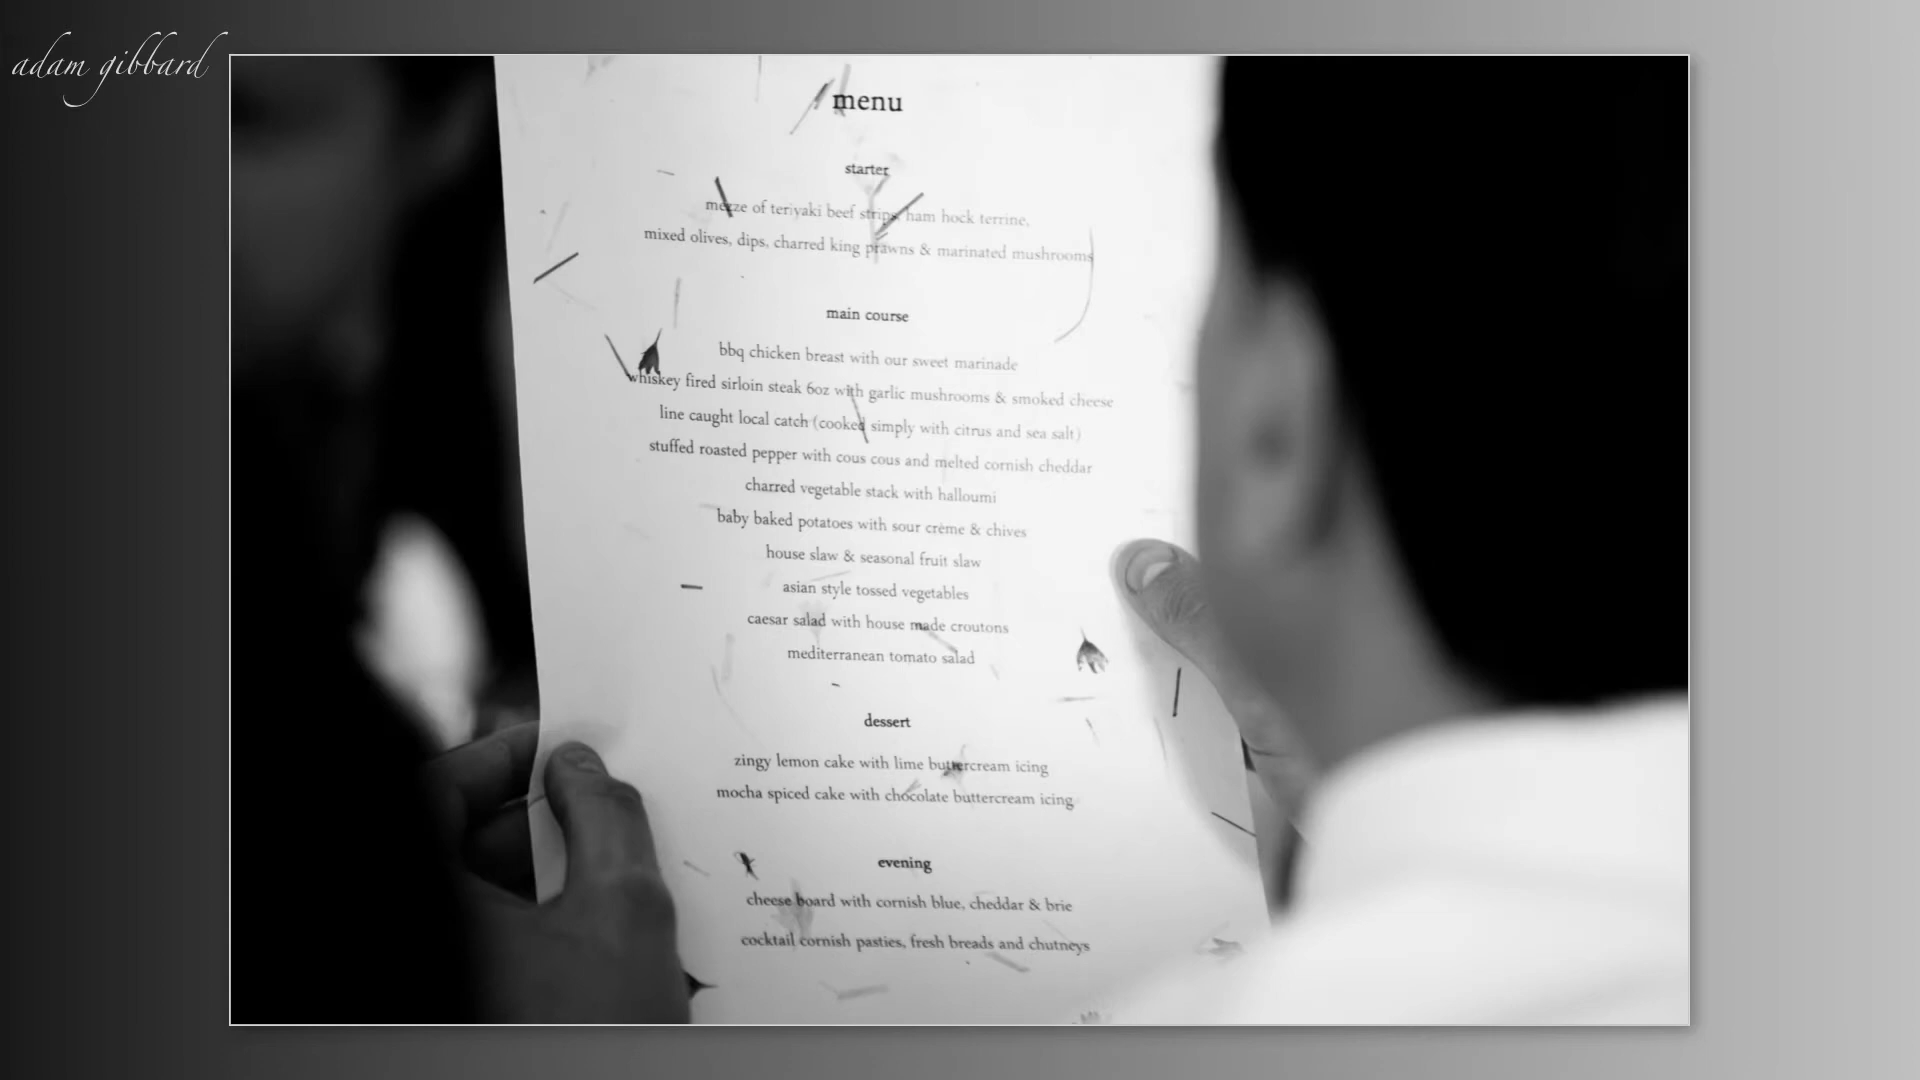 adam gibbard
menu
starter
mezze of teriyaki beef strips, ham hock terrine,
mixed olives, dips, charred king prawns & marinated mushrooms
main course
bbq chicken breast with our sweet marinade
whiskey fired sirloin steak 6oz with garlic mushrooms & smoked cheese
line caught local catch (cooked simply with citrus and sea salt)
stuffed roasted pepper with cous cous and melted cornish cheddar
charred vegetable stack with halloumi
baby baked potatoes with sour crème & chives
house slaw & seasonal fruit slaw
asian style tossed vegetables
caesar salad with house made croutons
mediterranean tomato salad
dessert
zingy lemon cake with lime buttercream icing
mocha spiced cake with chocolate buttercream icing
evening
cheese board with cornish blue, cheddar & brie
cocktail cornish pasties, fresh breads and chutneys